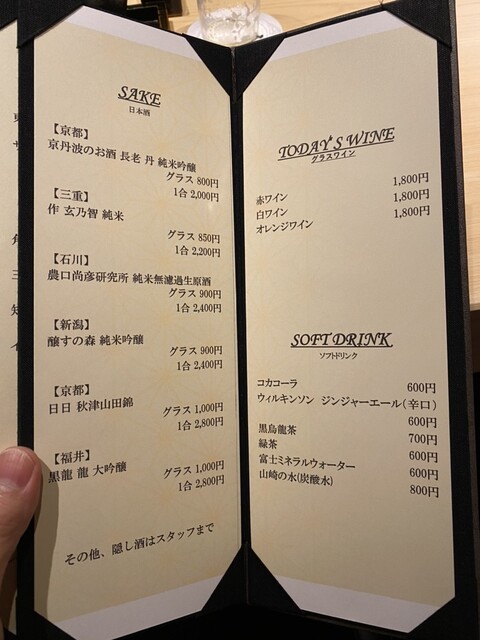 SAKE
日本酒
【京都】
京丹波のお酒 長老 丹 純米吟醸
グラス 800円
1合 2,000円
【三重】
作 玄乃智 純米
グラス 850円
1合 2,200円
【石川】
農口尚彦研究所 純米無濾過生原酒
グラス 900円
1合 2,400円
【新潟】
醸すの森 純米吟醸
グラス 900円
1合 2,400円
【京都】
日日 秋津山田錦
グラス 1,000円
1合 2,800円
【福井】
黒龍 龍 大吟醸
グラス 1,000円
1合 2,800円
その他、隠し酒はスタッフまで
TODAY'S WINE
グラスワイン
赤ワイン 1,800円
白ワイン 1,800円
オレンジワイン 1,800円
SOFT DRINK
ソフトドリンク
コカコーラ 600円
ウィルキンソン ジンジャーエール(辛口)
600円
黒烏龍茶 700円
緑茶 600円
富士ミネラルウォーター 600円
山崎の水(炭酸水) 800円